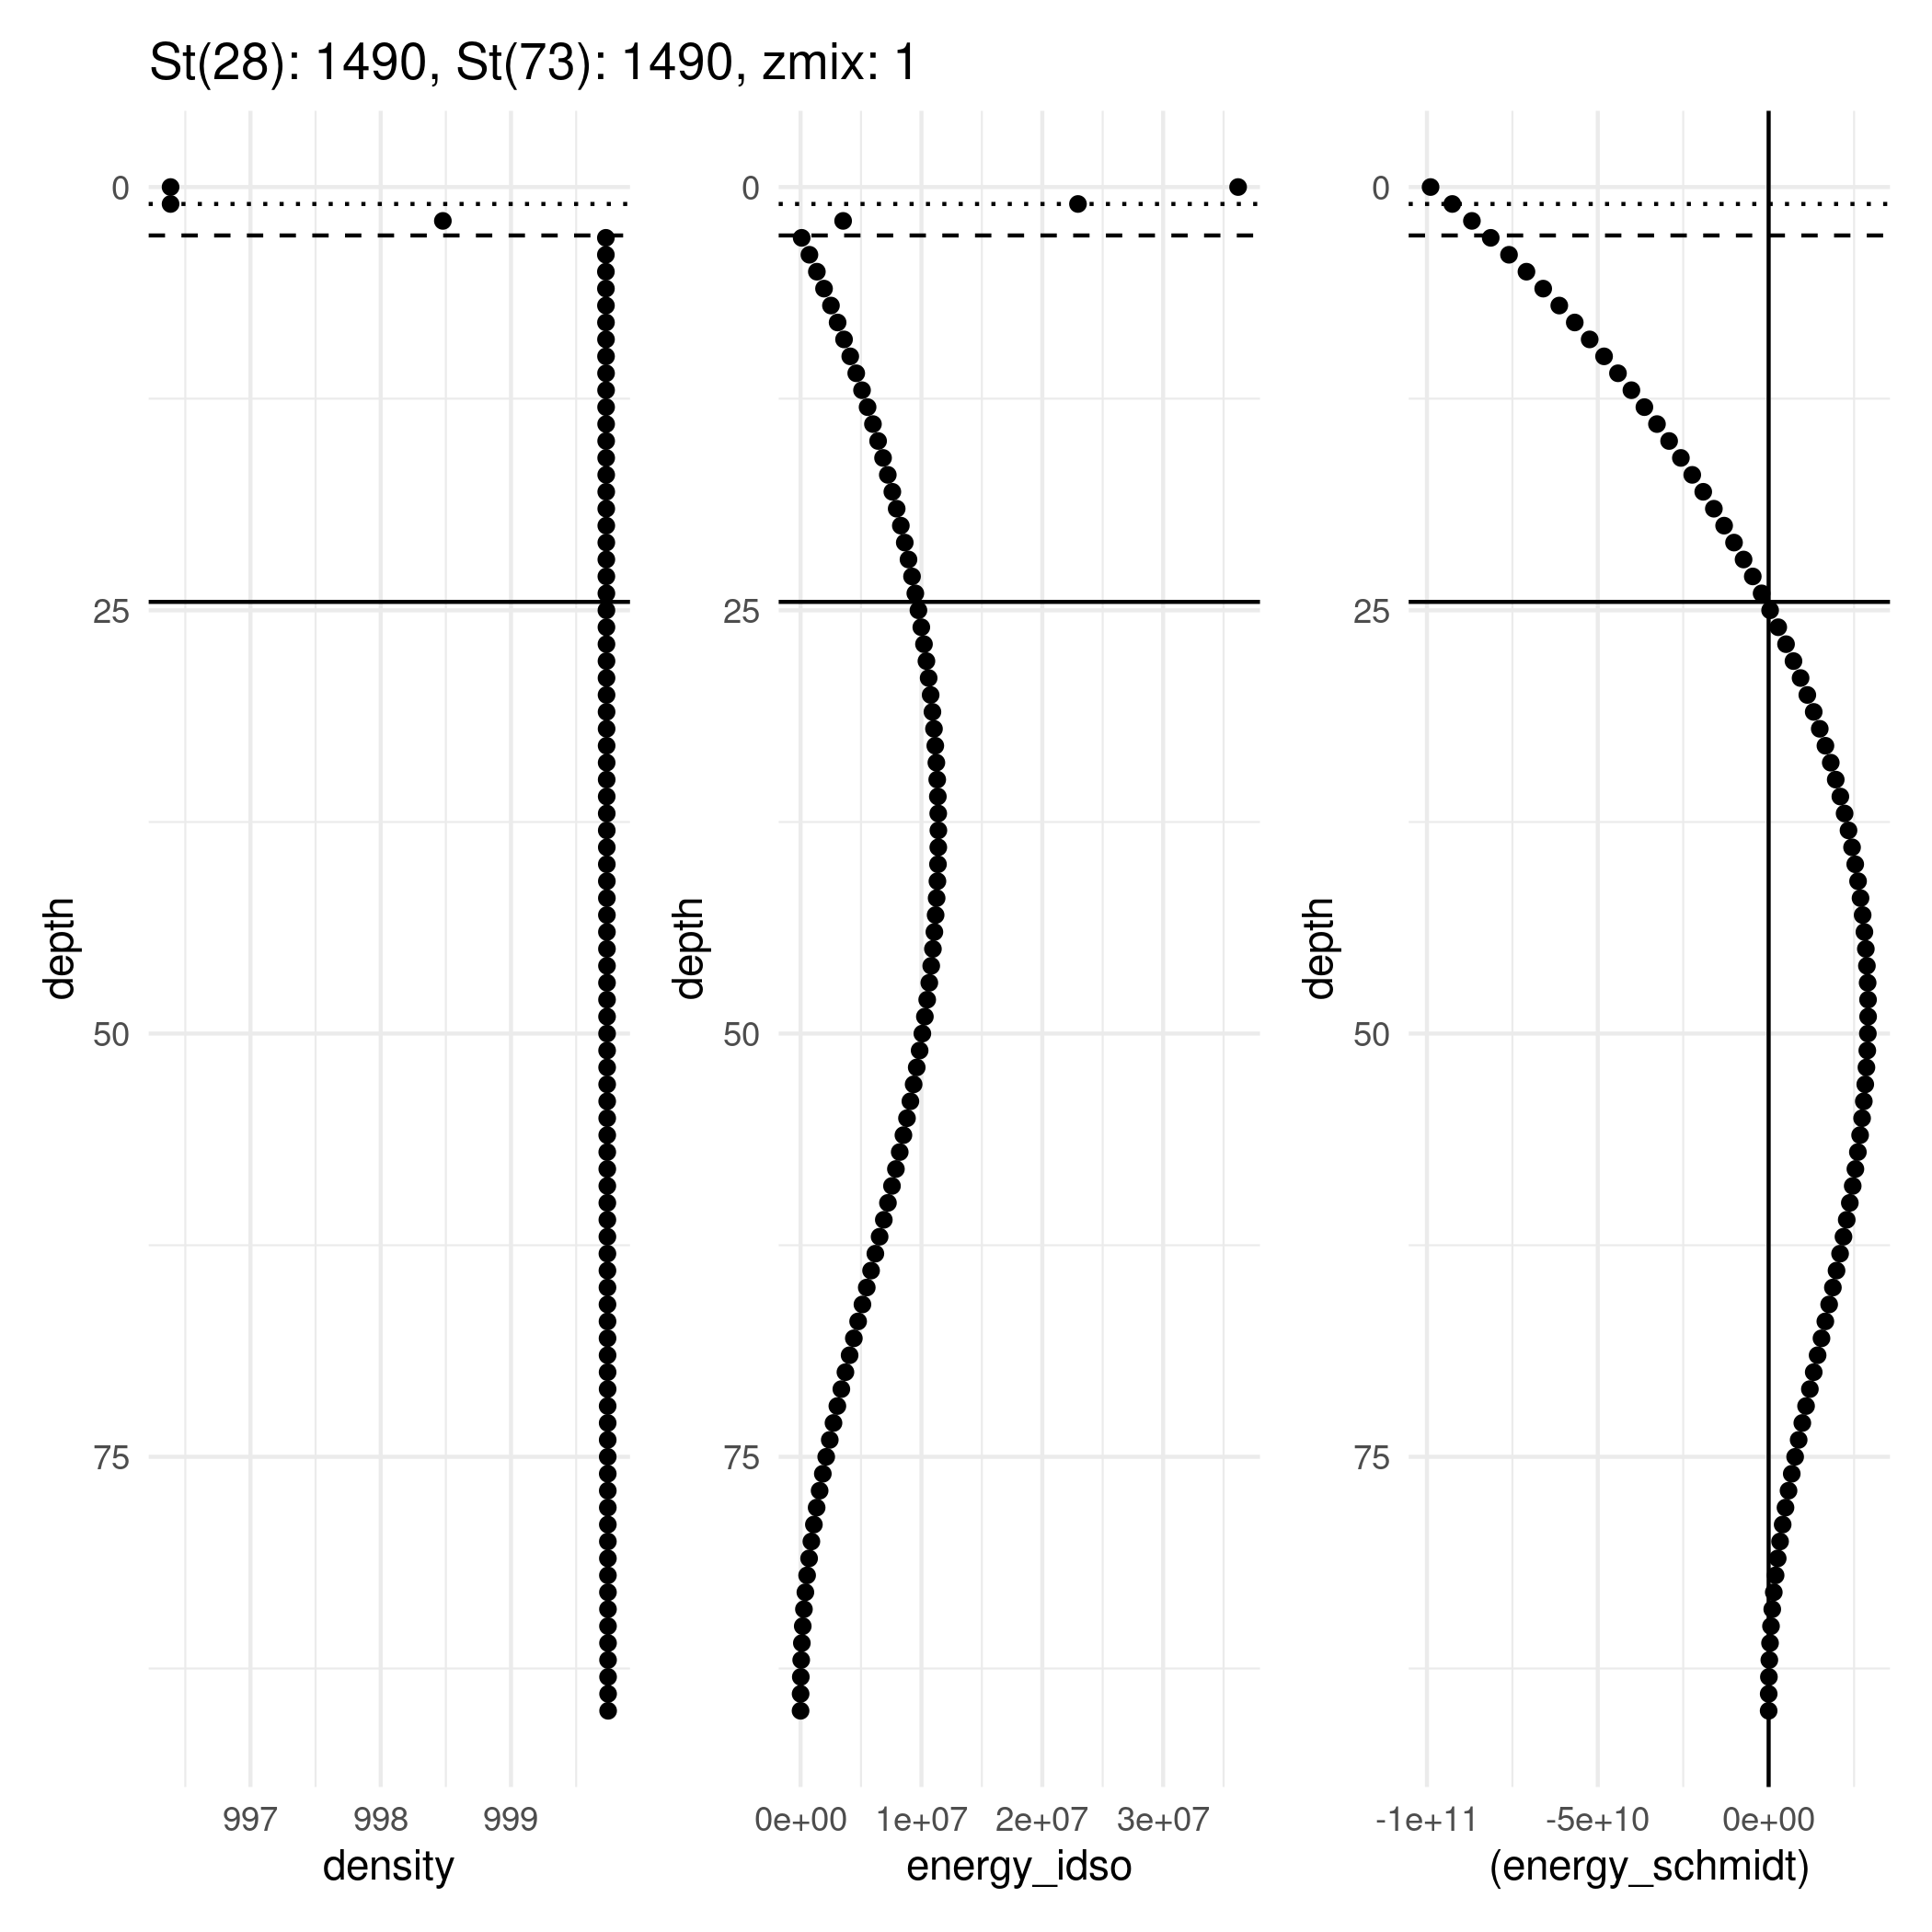 St(28): 1490, St(73): 1490, zmix: 1
0
25
50
75
depth
997 998 999
density
0
25
50
75
depth
0e+00 1e+07 2e+07 3e+07
energy_idso
0
25
50
75
depth
-1e+11 -5e+10 0e+00
(energy_schmidt)